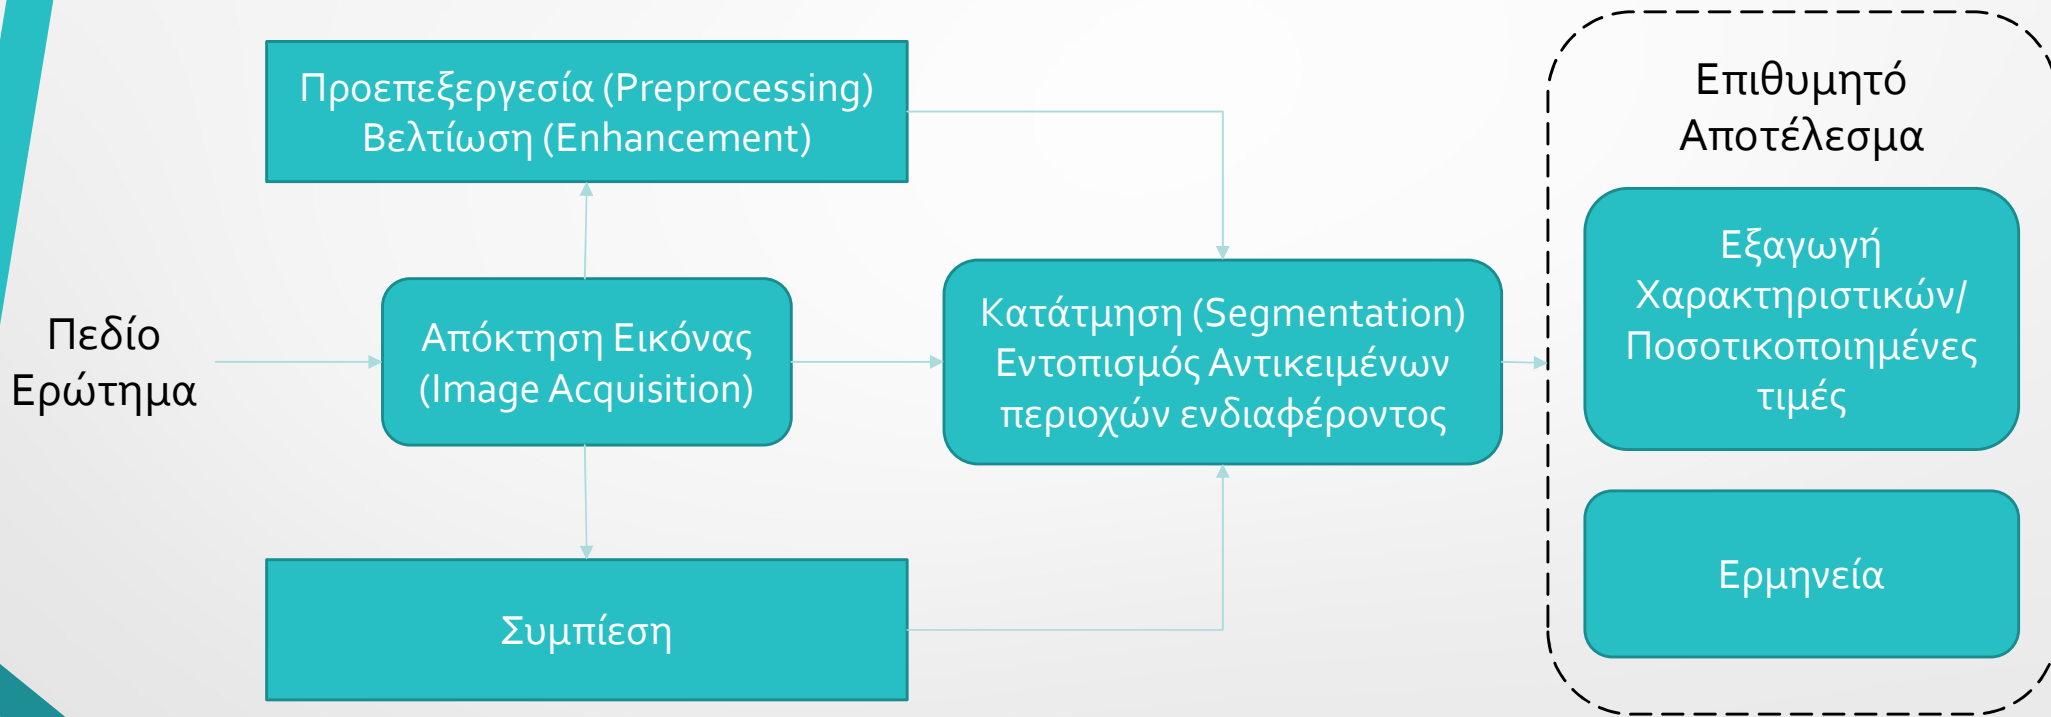 Προεπεξεργεσία (Preprocessing)
Βελτίωση (Enhancement)
Πεδίο
Ερώτημα
Απόκτηση Εικόνας
(Image Acquisition)
Συμπίεση
Κατάτμηση (Segmentation)
Εντοπισμός Αντικειμένων
περιοχών ενδιαφέροντος
Επιθυμητό
Αποτέλεσμα
Εξαγωγή
Χαρακτηριστικών/
Ποσοτικοποιημένες
τιμές
Ερμηνεία